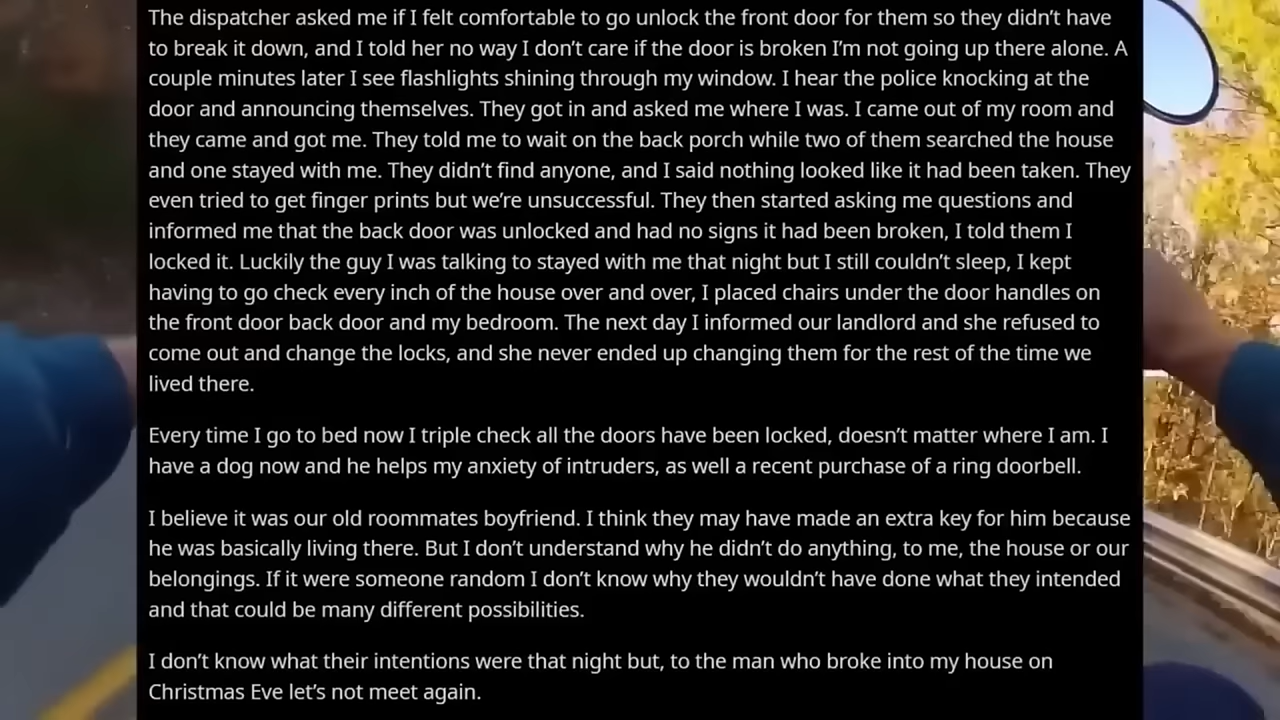 The dispatcher asked me if I felt comfortable to go unlock the front door for them so they didn’t have
to break it down, and I told her no way I don’t care if the door is broken I’m not going up there alone. A
couple minutes later I see flashlights shining through my window. I hear the police knocking at the
door and announcing themselves. They got in and asked me where I was. I came out of my room and
they came and got me. They told me to wait on the back porch while two of them searched the house
and one stayed with me. They didn’t find anyone, and I said nothing looked like it had been taken. They
even tried to get finger prints but we’re unsuccessful. They then started asking me questions and
informed me that the back door was unlocked and had no signs it had been broken, I told them I
locked it. Luckily the guy I was talking to stayed with me that night but I still couldn’t sleep, I kept
having to go check every inch of the house over and over, I placed chairs under the door handles on
the front door back door and my bedroom. The next day I informed our landlord and she refused to
come out and change the locks, and she never ended up changing them for the rest of the time we
lived there.
Every time I go to bed now I triple check all the doors have been locked, doesn’t matter where I am. I
have a dog now and he helps my anxiety of intruders, as well a recent purchase of a ring doorbell.
I believe it was our old roommates boyfriend. I think they may have made an extra key for him because
he was basically living there. But I don’t understand why he didn’t do anything, to me, the house or our
belongings. If it were someone random I don’t know why they wouldn’t have done what they intended
and that could be many different possibilities.
I don’t know what their intentions were that night but, to the man who broke into my house on
Christmas Eve let’s not meet again.